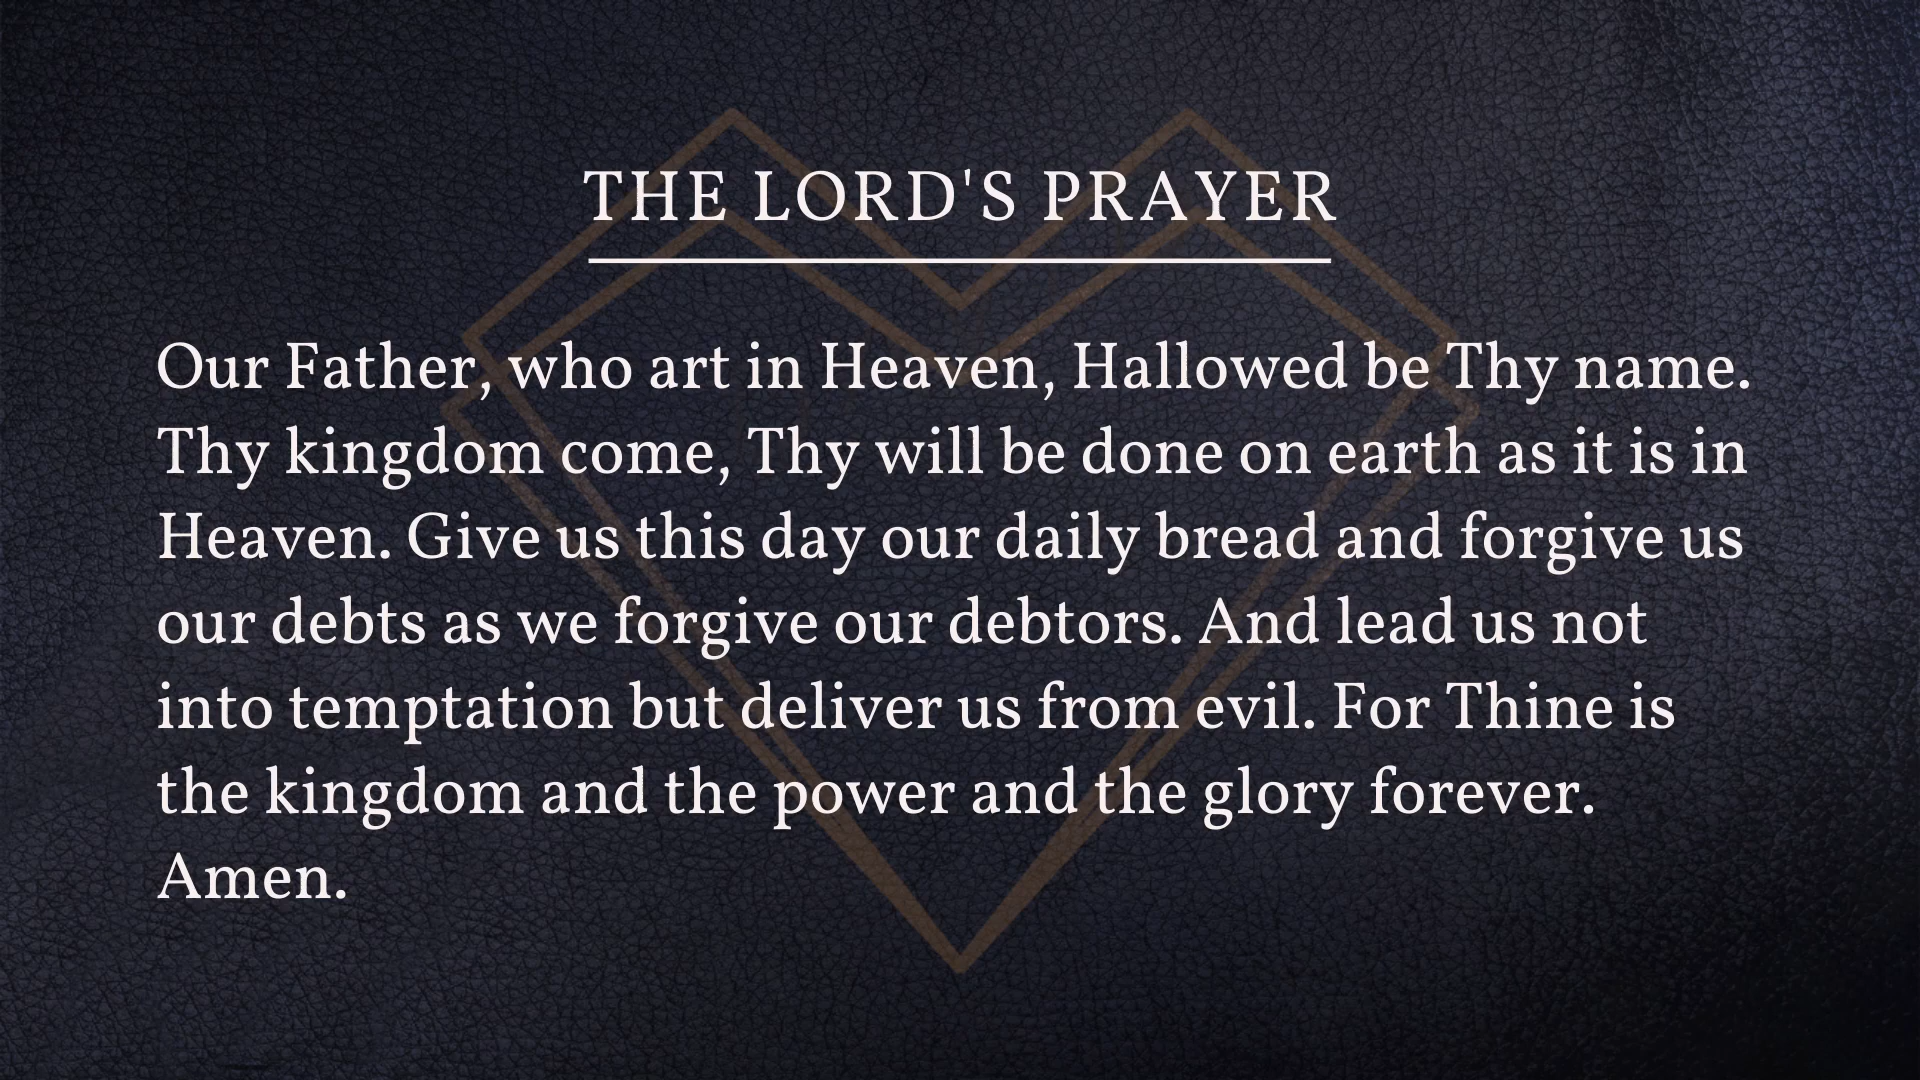 THE LORD'S PRAYER
Our Father, who art in Heaven, Hallowed be Thy name.
Thy kingdom come, Thy will be done on earth as it is in
Heaven. Give us this day our daily bread and forgive us
our debts as we forgive our debtors. And lead us not
into temptation but deliver us from evil. For Thine is
the kingdom and the power and the glory forever.
Amen.